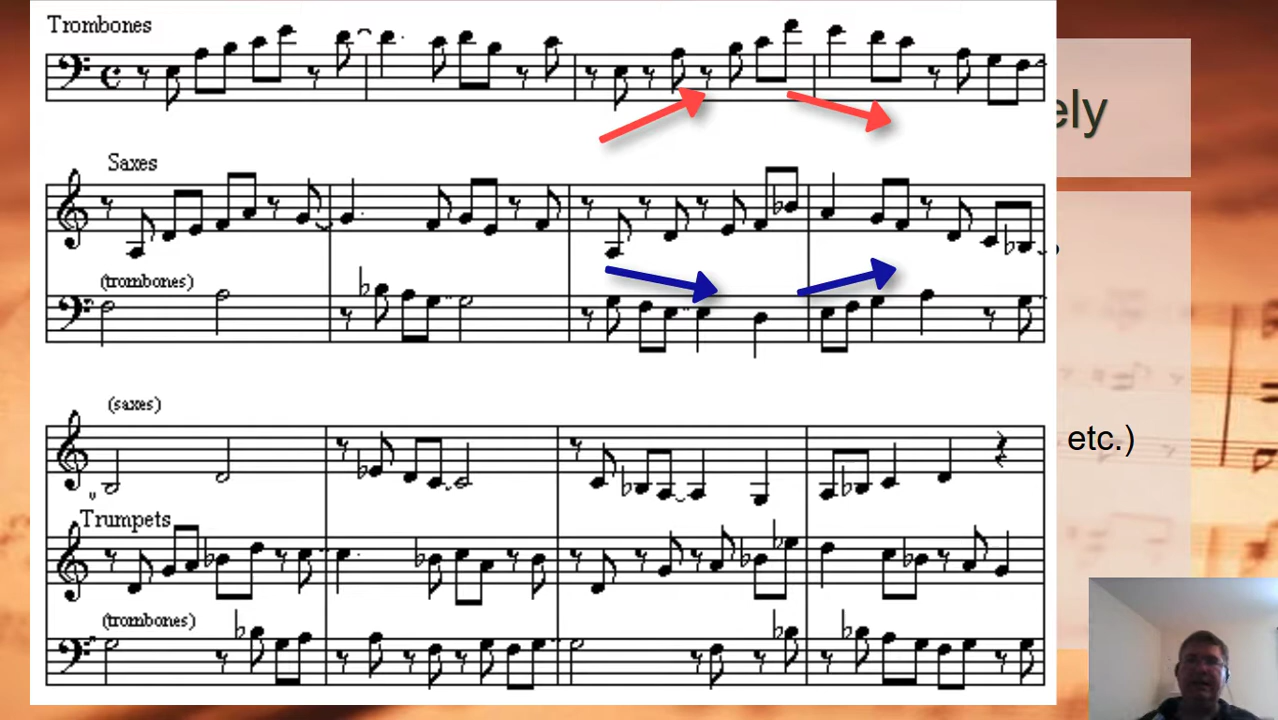 Trombones
ely
Saxes
(trombones)
(saxes)
etc.)
Trumpets
(trombones)